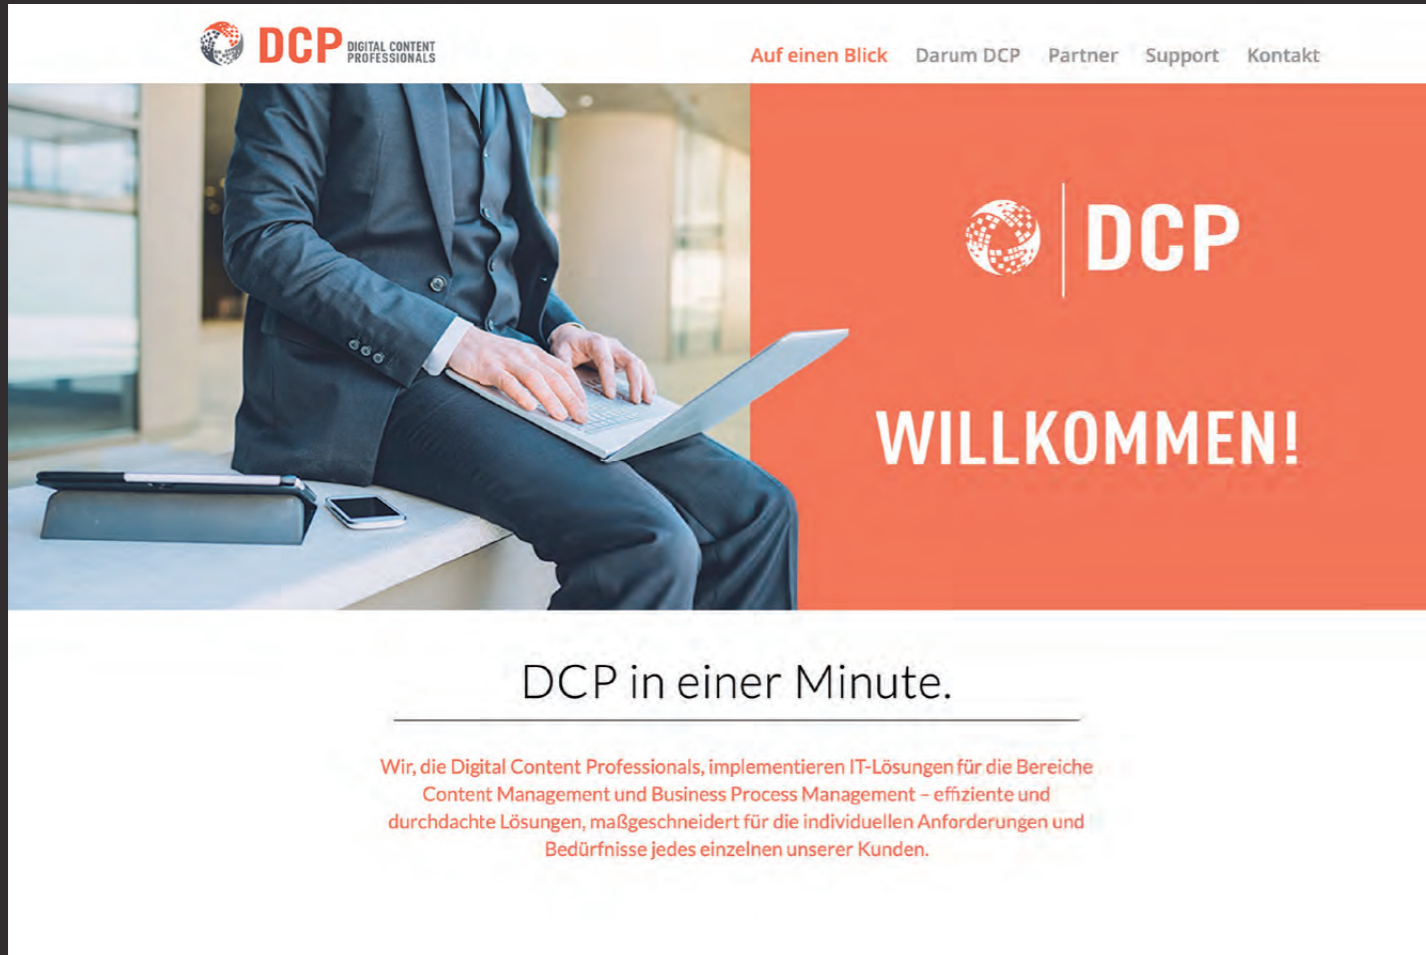 DCP DIGITAL CONTENT
PROFESSIONALS
Auf einen Blick Darum DCP Partner Support Kontakt
DCP
WILLKOMMEN!
DCP in einer Minute.
Wir, die Digital Content Professionals, implementieren IT-Lösungen für die Bereiche
Content Management und Business Process Management – effiziente und
durchdachte Lösungen, maßgeschneidert für die individuellen Anforderungen und
Bedürfnisse jedes einzelnen unserer Kunden.